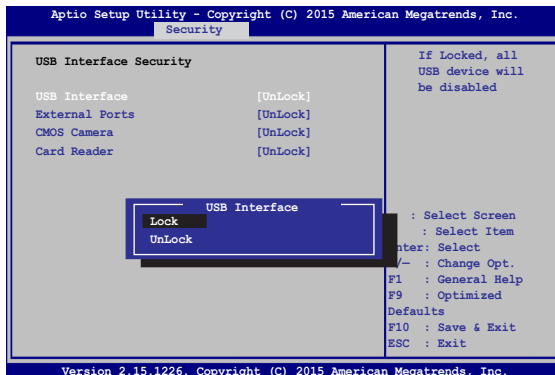 Aptio Setup Utility - Copyright (C) 2015 American Megatrends, Inc.
Security
USB Interface Security
USB Interface [UnLock]
External Ports [UnLock]
CMOS Camera [UnLock]
Card Reader [UnLock]
If Locked, all
USB device will
be disabled
USB Interface
Lock
UnLock
: Select Screen
: Select Item
nter: Select
/— : Change Opt.
F1 : General Help
F9 : Optimized
Defaults
F10 : Save & Exit
ESC : Exit
Version 2.15.1226. Copyright (C) 2015 American Megatrends, Inc.